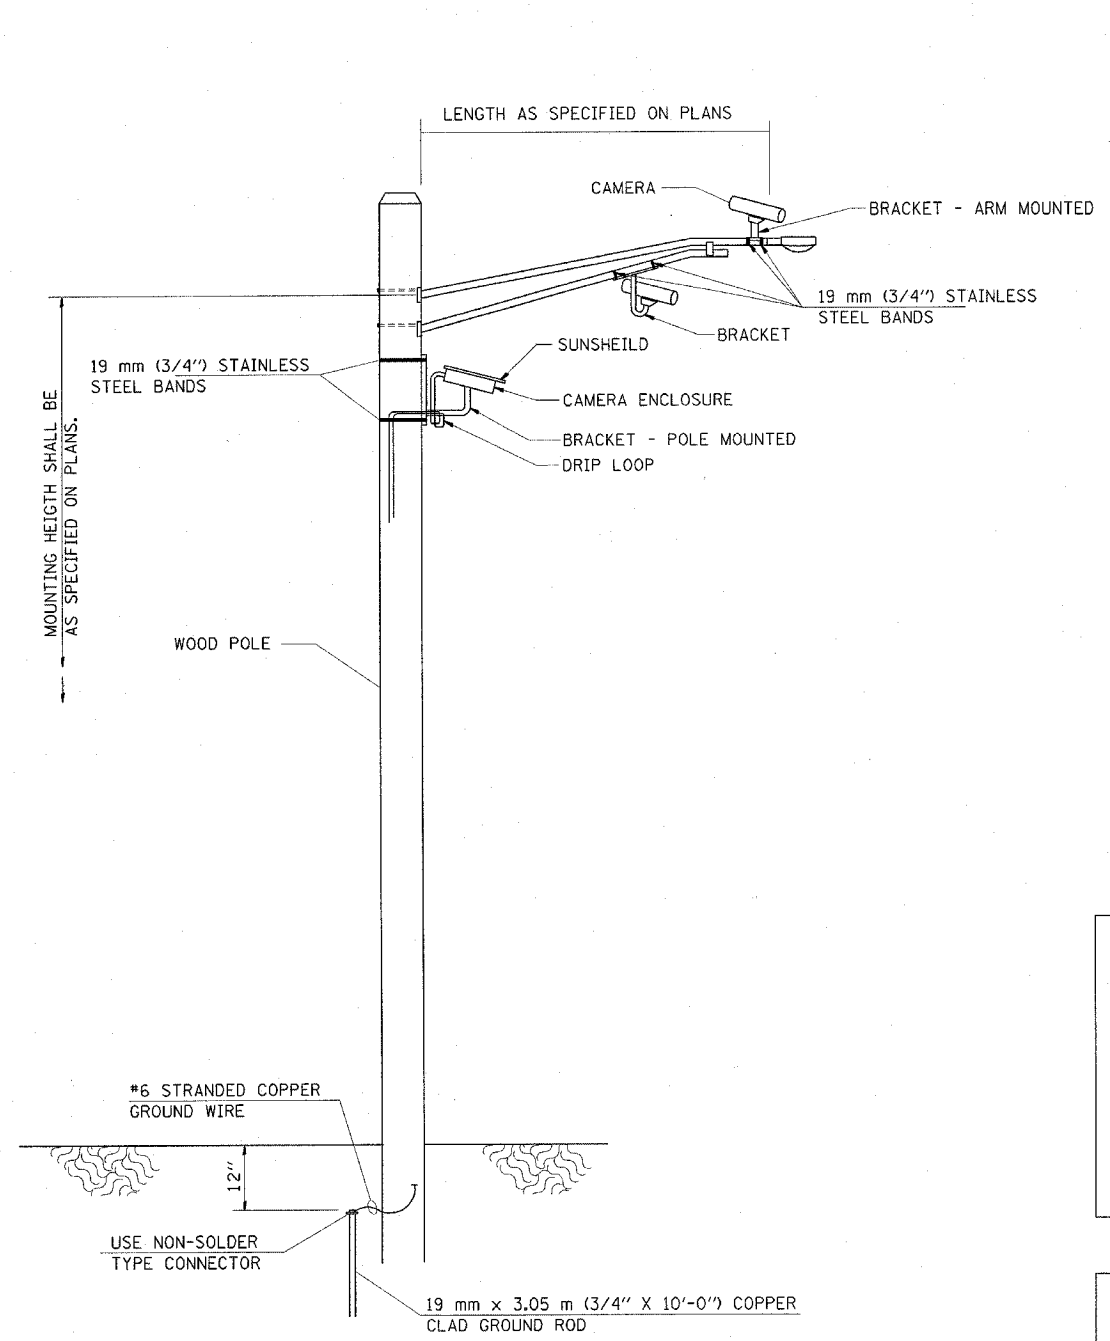 LENGTH AS SPECIFIED ON PLANS
CAMERA
BRACKET - ARM MOUNTED
19 mm (3/4") STAINLESS
STEEL BANDS
BRACKET
SUNSHEILD
19 mm (3/4") STAINLESS
STEEL BANDS
CAMERA ENCLOSURE
BRACKET - POLE MOUNTED
DRIP LOOP
MOUNTING HEIGTH SHALL BE
AS SPECIFIED ON PLANS.
WOOD POLE
#6 STRANDED COPPER
GROUND WIRE
12"
USE NON-SOLDER
TYPE CONNECTOR
19 mm x 3.05 m (3/4" X 10'-0") COPPER
CLAD GROUND ROD